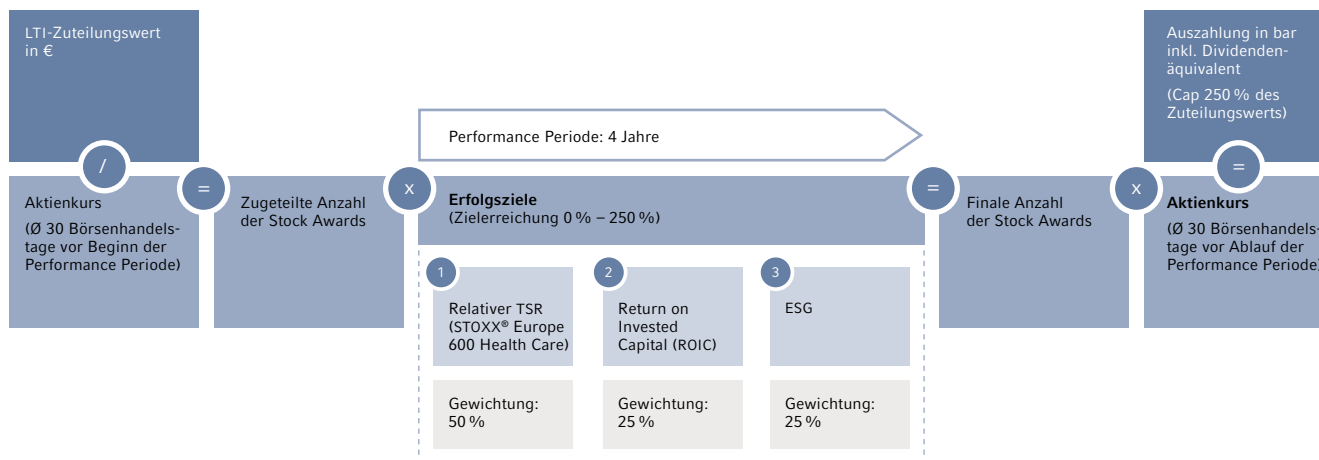 LTI-Zuteilungswert
in €
/
Aktienkurs
(Ø 30 Börsenhandels-
tage vor Beginn der
Performance Periode)
=
Zugeteilte Anzahl
der Stock Awards
x
Performance Periode: 4 Jahre
Erfolgsziele
(Zielerreichung 0 % – 250 %)
1
Relativer TSR
(STOXX® Europe
600 Health Care)
Gewichtung:
50 %
2
Return on
Invested
Capital (ROIC)
Gewichtung:
25 %
3
ESG
Gewichtung:
25 %
=
Finale Anzahl
der Stock Awards
x
Aktienkurs
(Ø 30 Börsenhandels-
tage vor Ablauf der
Performance Periode)
=
Auszahlung in bar
inkl. Dividenden-
äquivalent
(Cap 250 % des
Zuteilungswerts)